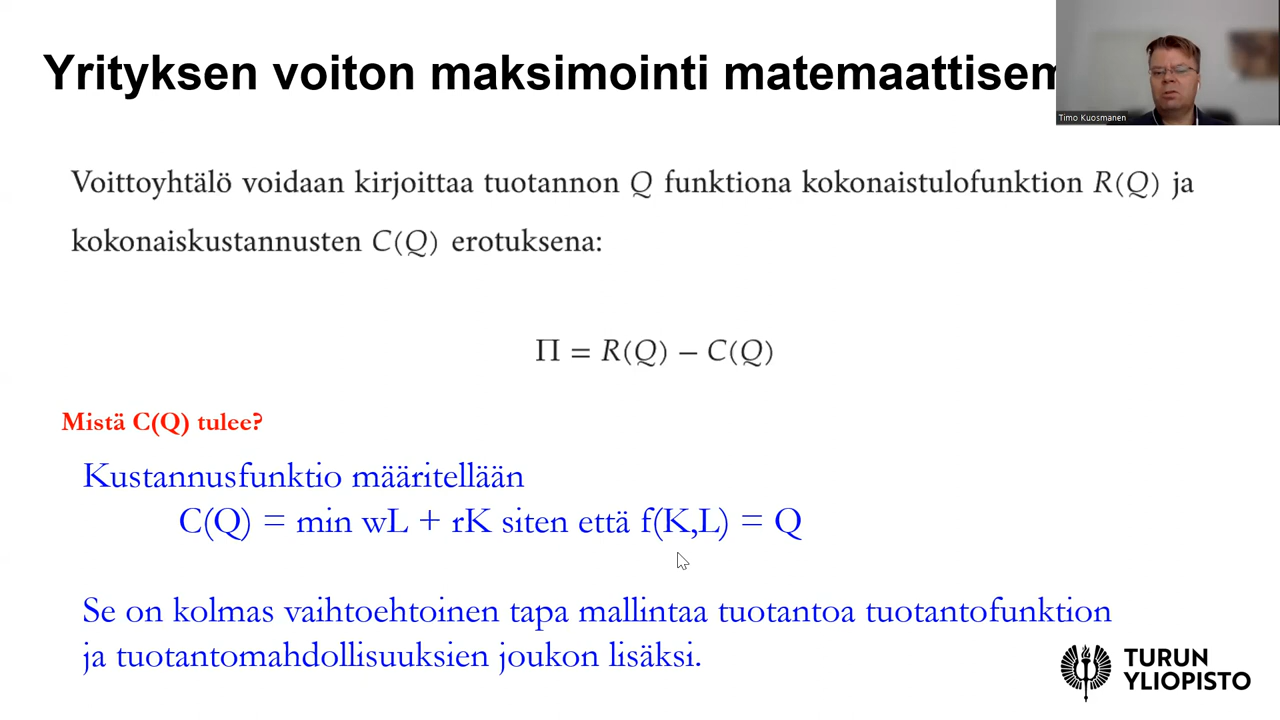 Yrityksen voiton maksimointi matemaattisem
Timo Kuosmanen
Voittoyhtälö voidaan kirjoittaa tuotannon Q funktiona kokonaistulofunktion R(Q) ja
kokonaiskustannusten C(Q) erotuksena:
Π = R(Q) − C(Q)
Mistä C(Q) tulee?
Kustannusfunktio määritellään
C(Q) = min wL + rK siten että f(K,L) = Q
Se on kolmas vaihtoehtoinen tapa mallintaa tuotantoa tuotantofunktion
ja tuotantomahdollisuuksien joukon lisäksi.
TURUN
YLIOPISTO